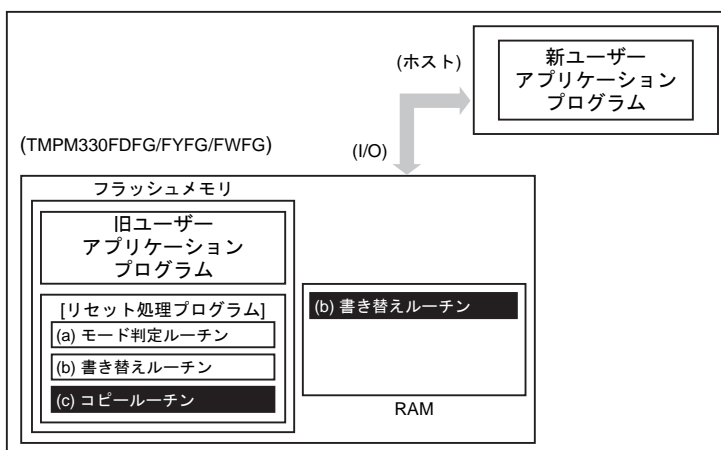 (ホスト)
新ユーザー
アプリケーション
プログラム
(TMPM330FDFG/FYFG/FWFG)
(I/O)
フラッシュメモリ
旧ユーザー
アプリケーション
プログラム
[リセット処理プログラム]
(a) モード判定ルーチン
(b) 書き替えルーチン
(c) コピールーチン
(b) 書き替えルーチン
RAM